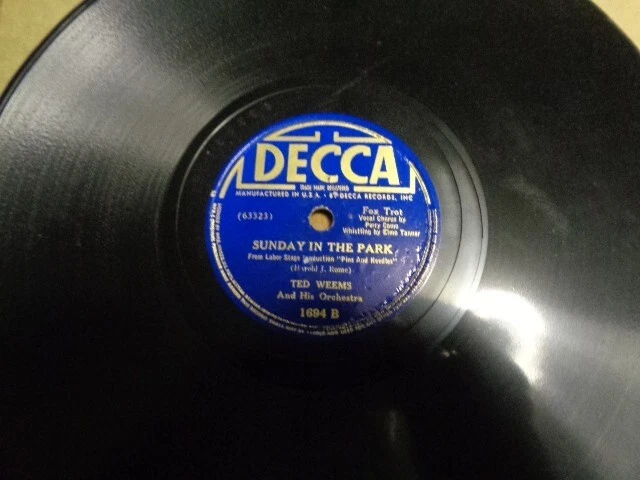 DECCA
TRADE MARK REGISTERED
MANUFACTURED IN U.S.A. BY DECCA RECORDS, INC
(63323) Fox Trot
Vocal Chorus by
Perry Como
Whistling by Elmo Tanner
SUNDAY IN THE PARK
From Labor Stage Production "Pins And Needles"
(Harold J. Rome)
TED WEEMS
And His Orchestra
1694 B